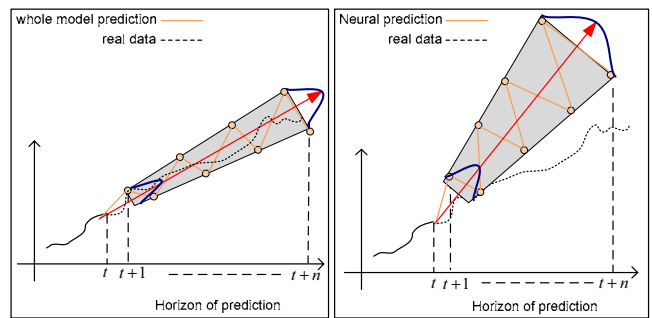 whole model prediction
real data
t
t+1
t+n
Horizon of prediction
Neural prediction
real data
t
t+1
t+n
Horizon of prediction